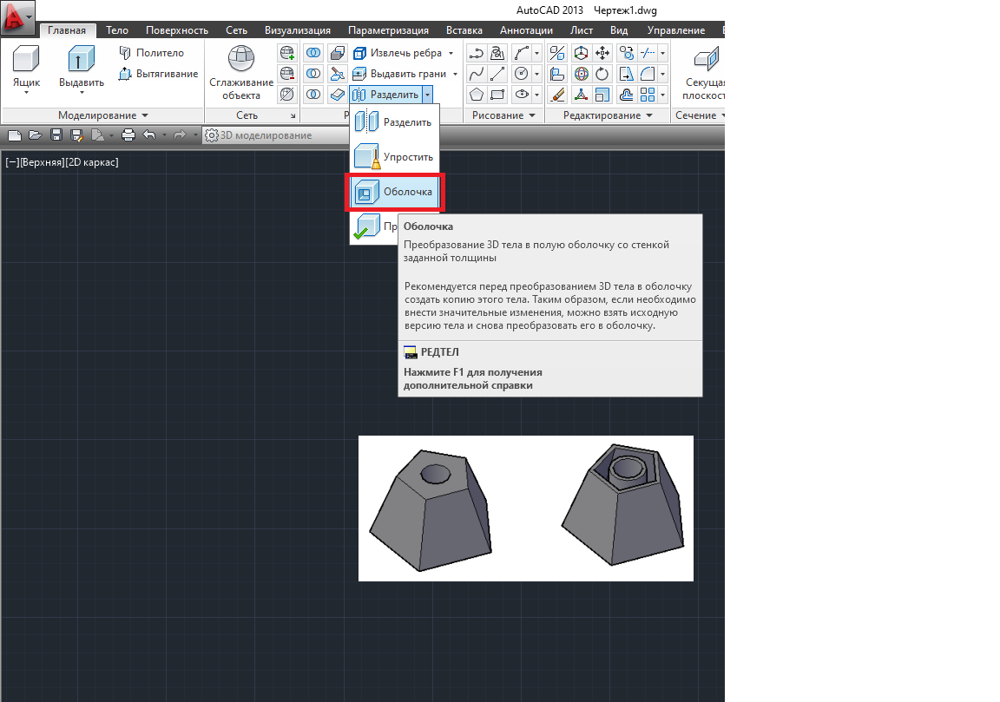 AutoCAD 2013 Чертеж1.dwg
Главная Тело Поверхность Сеть Визуализация Параметризация Вставка Аннотации Лист Вид Управление
Ящик
Выдавить
Политело
Вытягивание
Сглаживание
объекта
Извлечь ребра
Выдавить грани
Разделить
Секущая
плоскост
Моделирование
Сеть
Р
Рисование
Редактирование
Сечение
3D моделирование
[−][Верхняя][2D каркас]
Разделить
Упростить
Оболочка
Пр
Оболочка
Преобразование 3D тела в полую оболочку со стенкой
заданной толщины
Рекомендуется перед преобразованием 3D тела в оболочку
создать копию этого тела. Таким образом, если необходимо
внести значительные изменения, можно взять исходную
версию тела и снова преобразовать его в оболочку.
РЕДТЕЛ
Нажмите F1 для получения
дополнительной справки